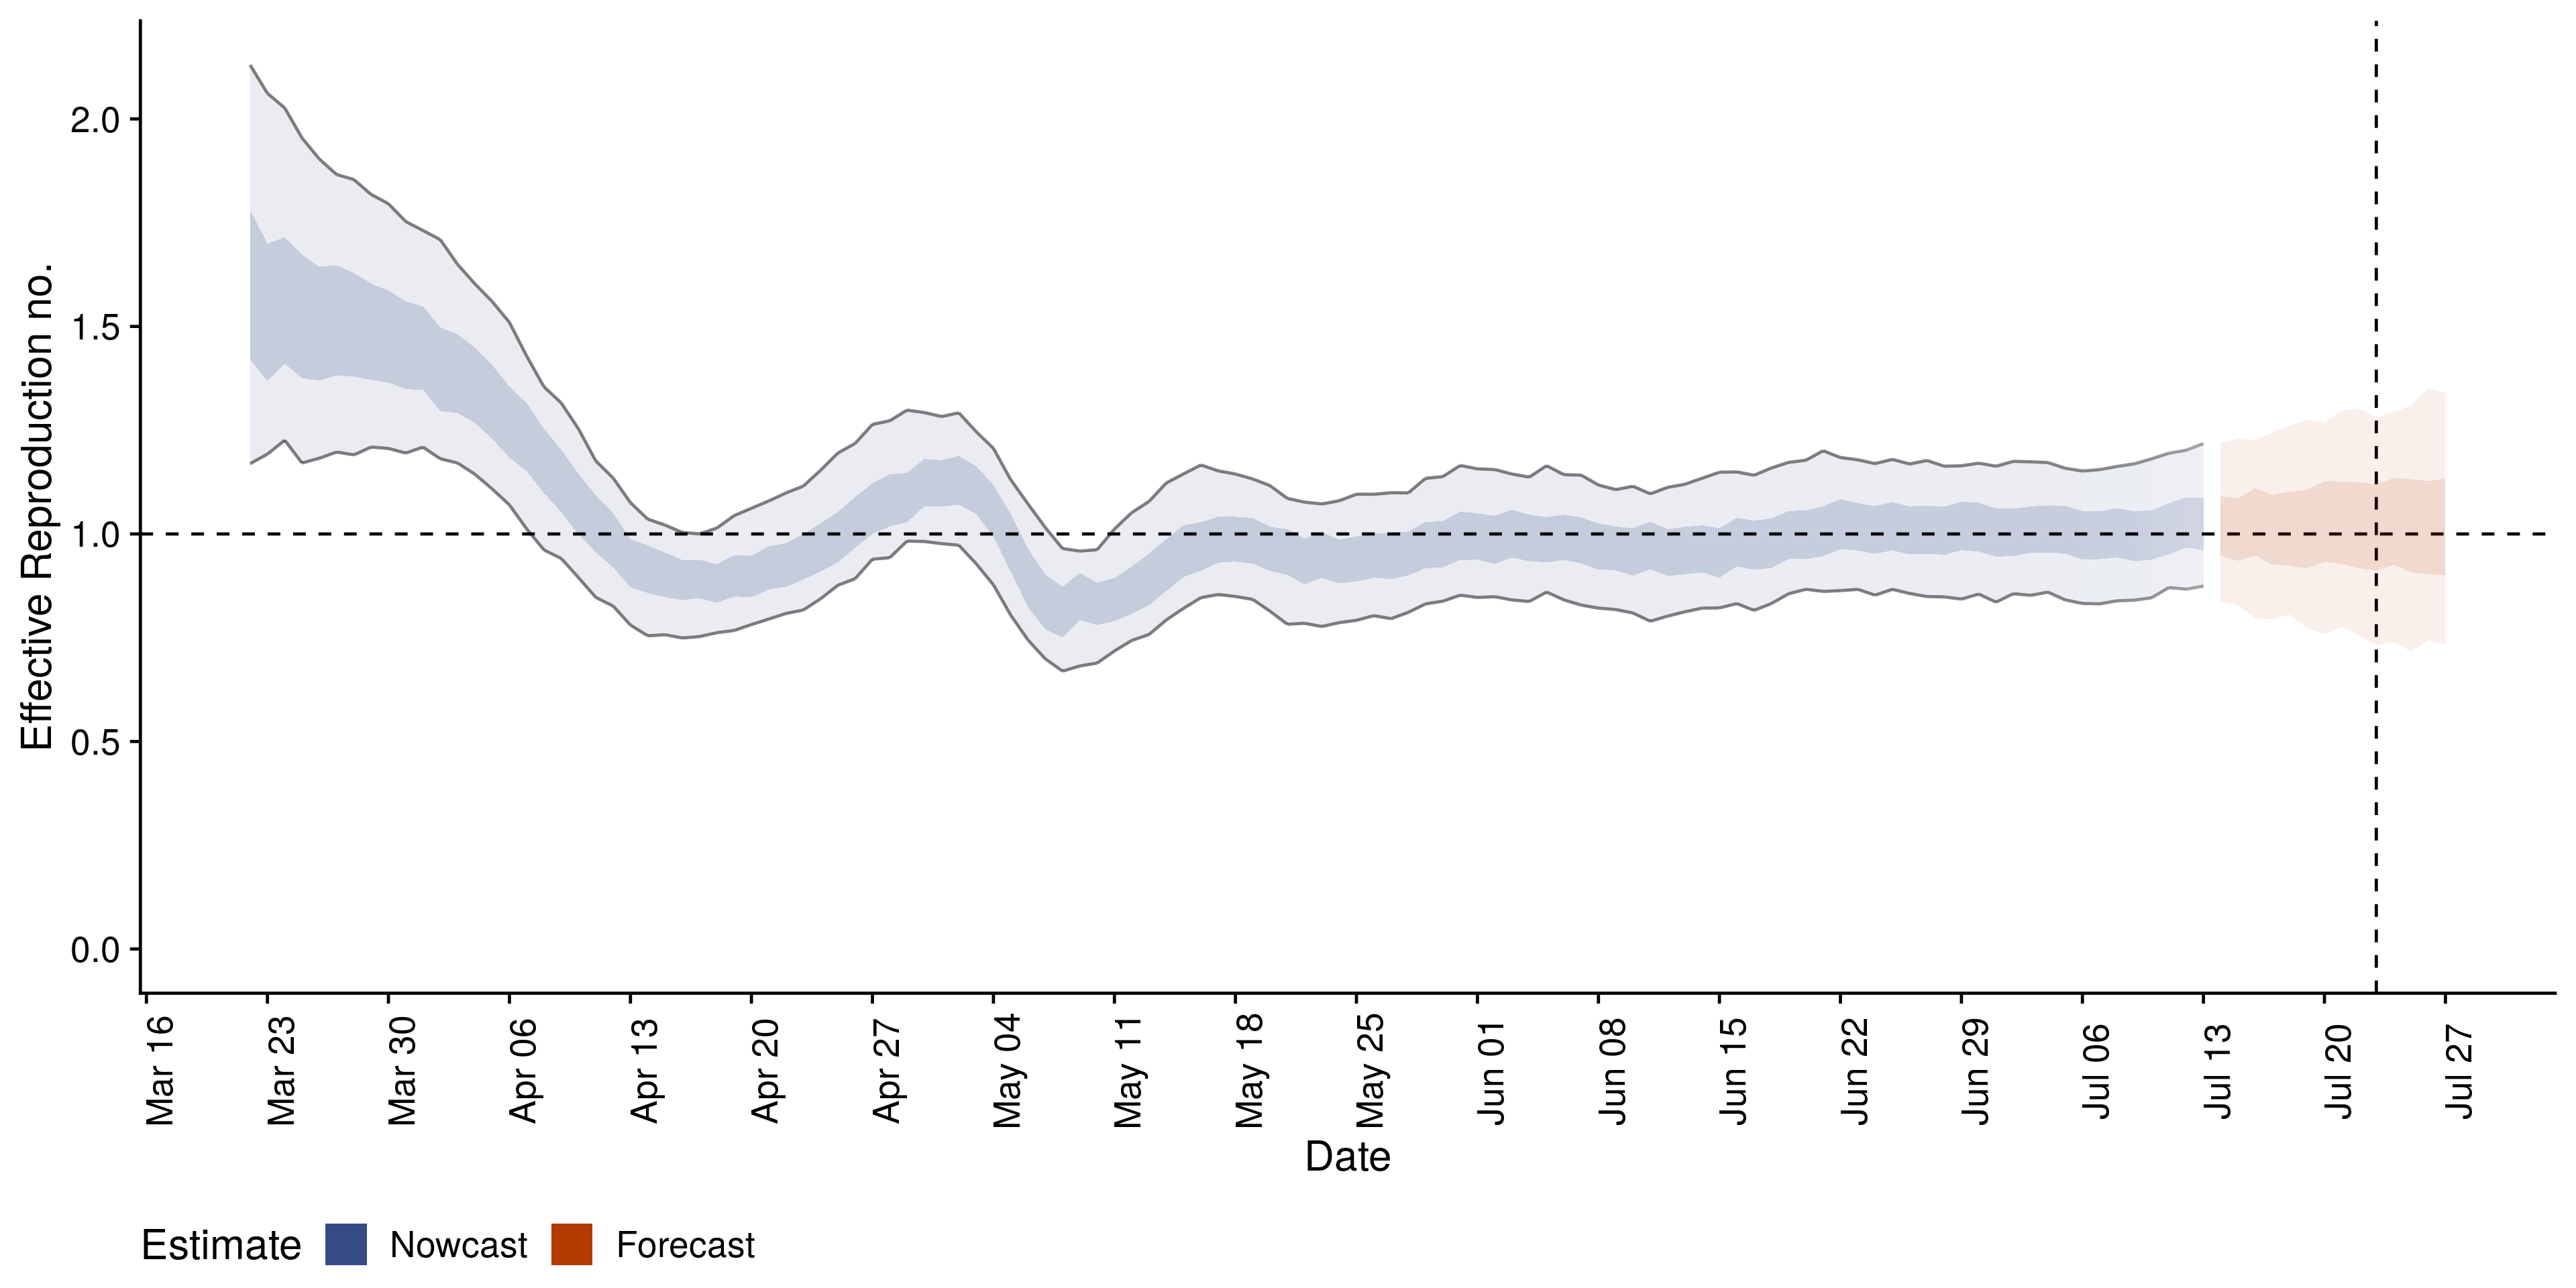 Effective Reproduction no.
2.0
1.5
1.0
0.5
0.0
Mar 16
Mar 23
Mar 30
Apr 06
Apr 13
Apr 20
Apr 27
May 04
May 11
May 18
May 25
Jun 01
Jun 08
Jun 15
Jun 22
Jun 29
Jul 06
Jul 13
Jul 20
Jul 27
Date
Estimate Nowcast Forecast